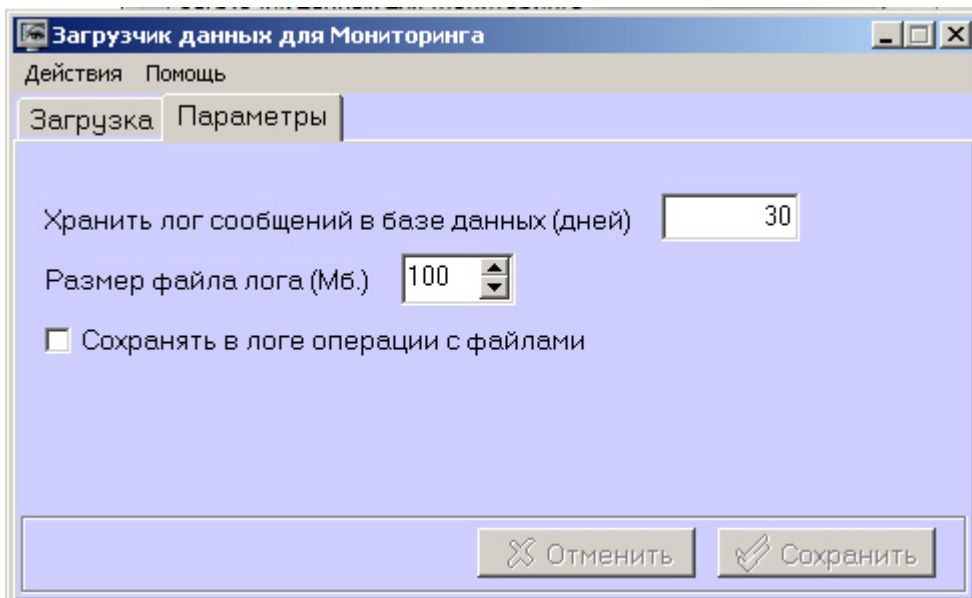 Загрузчик данных для Мониторинга
Действия Помощь
Загрузка Параметры
Хранить лог сообщений в базе данных (дней) 30
Размер файла лога (Мб.) 100
Сохранять в логе операции с файлами
Отменить Сохранить